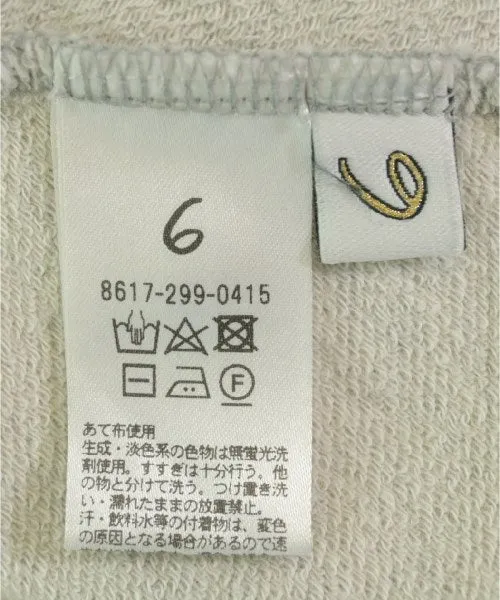 6
6
8617-299-0415
F
あて布使用
生成・淡色系の色物は無蛍光洗
剤使用。すすぎは十分行う。他
の物と分けて洗う。つけ置き洗
い・濡れたままの放置禁止。
汗・飲料水等の付着物は、変色
の原因となる場合があるので速